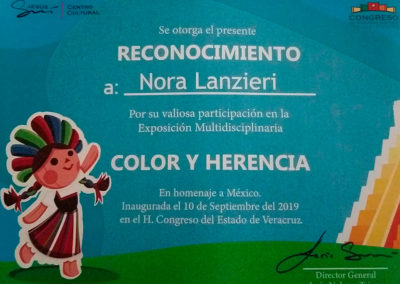 CENTRO
CULTURAL
CONGRESO
Se otorga el presente
RECONOCIMIENTO
a: Nora Lanzieri
Por su valiosa participación en la
Exposición Multidisciplinaria
COLOR Y HERENCIA
En homenaje a México.
Inaugurada el 10 de Septiembre del 2019
en el H. Congreso del Estado de Veracruz.
Director General